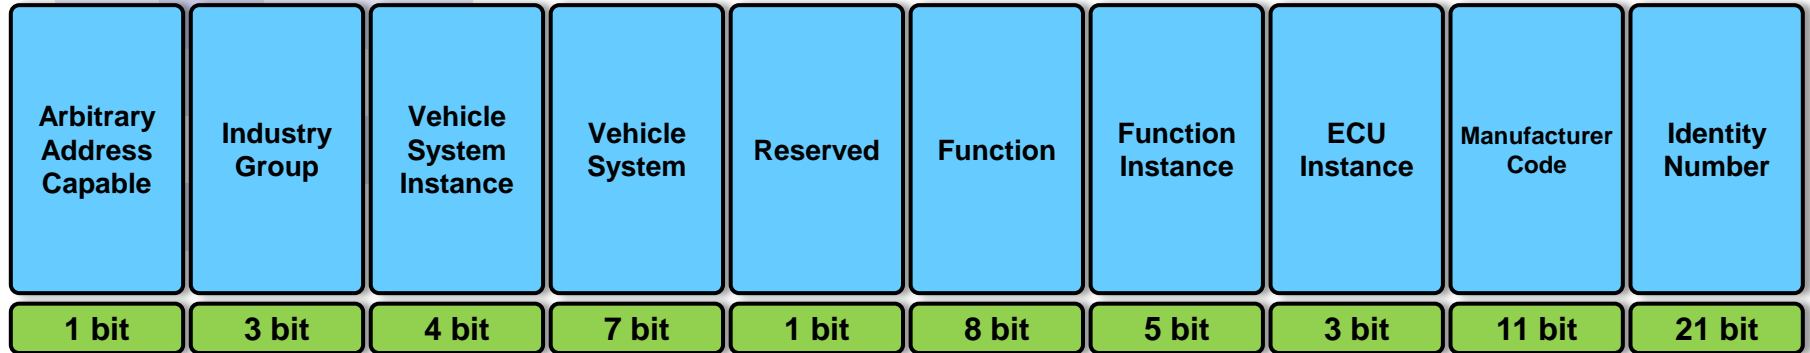 Arbitrary
Address
Capable
Industry
Group
Vehicle
System
Instance
Vehicle
System
Reserved
Function
Function
Instance
ECU
Instance
Manufacturer
Code
Identity
Number
1 bit
3 bit
4 bit
7 bit
1 bit
8 bit
5 bit
3 bit
11 bit
21 bit